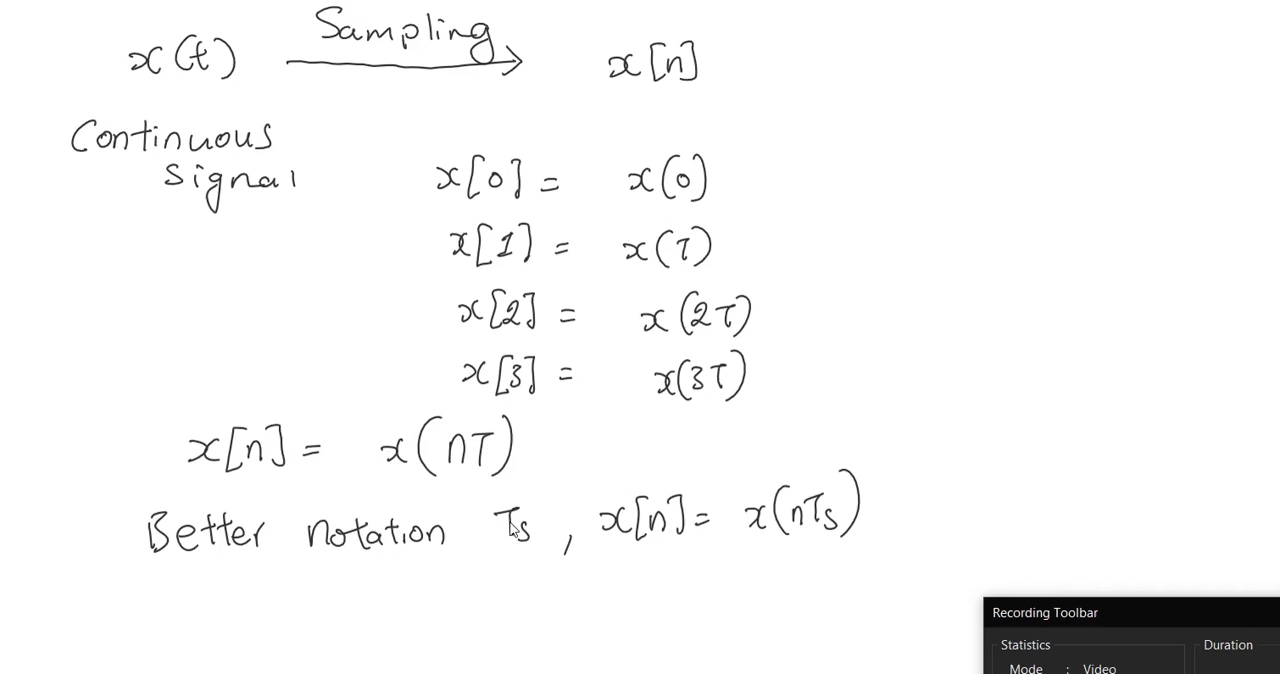 x(t) Sampling x[n]
Continuous
Signal
x[0] = x(0)
x[1] = x(T)
x[2] = x(2T)
x[3] = x(3T)
x[n] = x(nT)
Better notation Ts, x[n] = x(nTs)
Recording Toolbar
Statistics Duration
Mode : Video